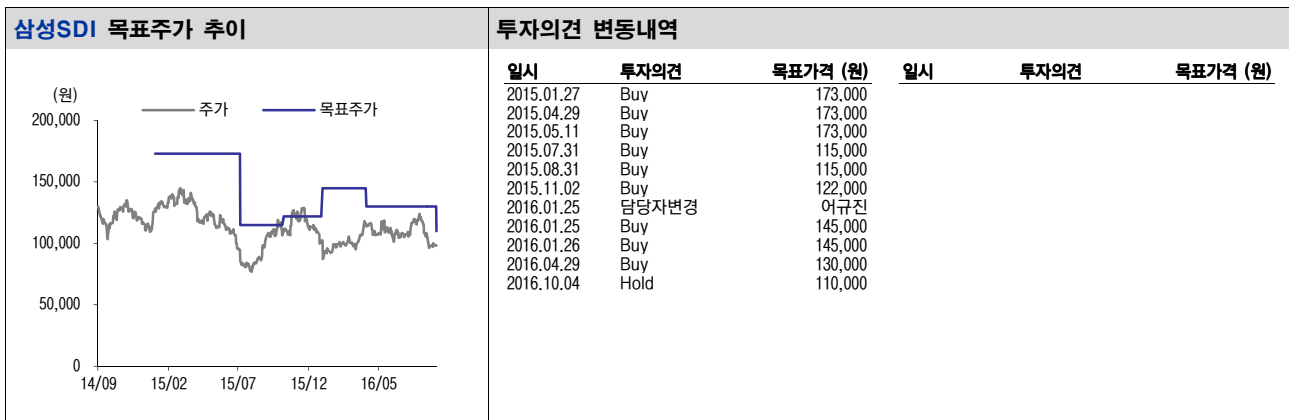 삼성SDI 목표주가 추이
(원)
주가 목표주가
200,000
150,000
100,000
50,000
0
14/09 15/02 15/07 15/12 16/05
투자의견 변동내역
일시 투자의견 목표가격 (원) 일시 투자의견 목표가격 (원)
2015.01.27 Buy 173,000
2015.04.29 Buy 173,000
2015.05.11 Buy 173,000
2015.07.31 Buy 115,000
2015.08.31 Buy 115,000
2015.11.02 Buy 122,000
2016.01.25 담당자변경 어규진
2016.01.25 Buy 145,000
2016.01.26 Buy 145,000
2016.04.29 Buy 130,000
2016.10.04 Hold 110,000